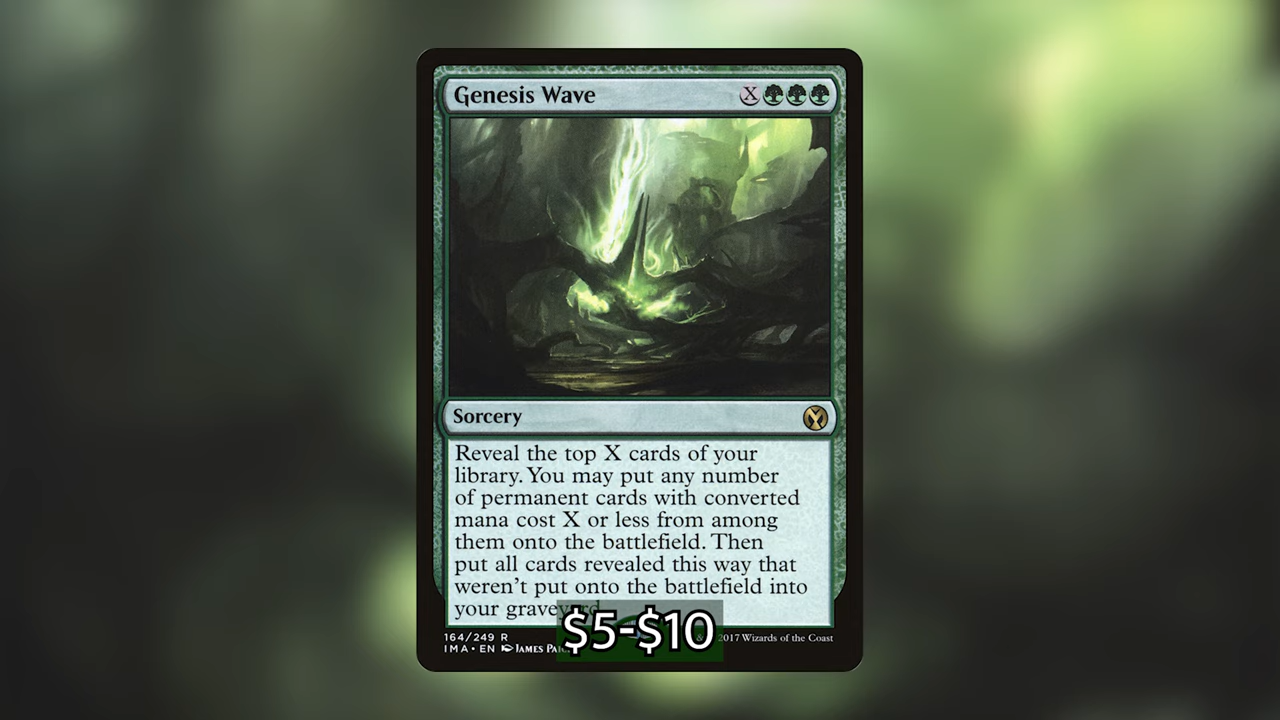 Genesis Wave X
Sorcery
Reveal the top X cards of your
library. You may put any number
of permanent cards with converted
mana cost X or less from among
them onto the battlefield. Then
put all cards revealed this way that
weren't put onto the battlefield into
your
$5-$10
164/249 R
2017 Wizards of the Coast
IMA • EN JAMES